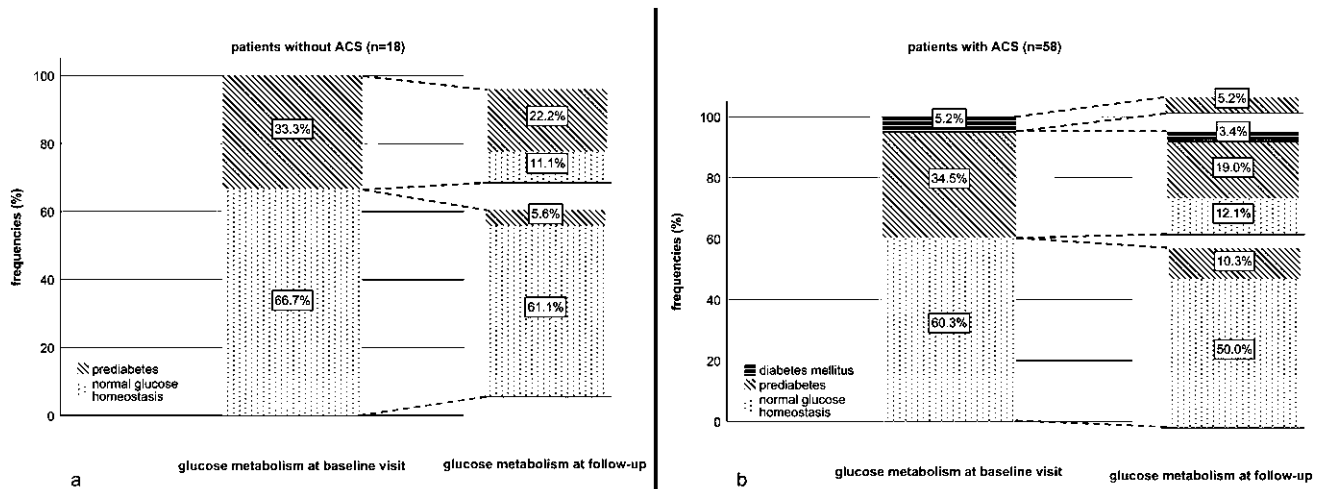 patients without ACS (n=18)
frequencies (%)
100
80
60
40
20
0
33.3%
66.7%
22.2%
11.1%
5.6%
61.1%
prediabetes
normal glucose
homeostasis
glucose metabolism at baseline visit
glucose metabolism at follow-up
a
patients with ACS (n=58)
frequencies (%)
100
80
60
40
20
0
5.2%
34.5%
60.3%
5.2%
3.4%
19.0%
12.1%
10.3%
50.0%
diabetes mellitus
prediabetes
normal glucose
homeostasis
glucose metabolism at baseline visit
glucose metabolism at follow-up
b